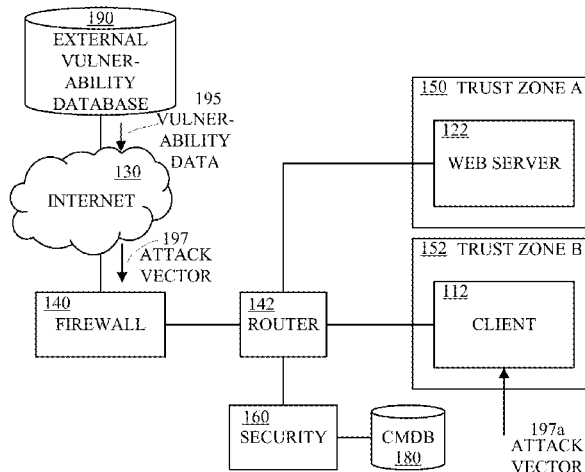 190
EXTERNAL
VULNER-
ABILITY
DATABASE
195
VULNER-
ABILITY
DATA
130
INTERNET
197
ATTACK
VECTOR
140
FIREWALL
142
ROUTER
150 TRUST ZONE A
122
WEB SERVER
152 TRUST ZONE B
112
CLIENT
160
SECURITY
CMDB
180
197a
ATTACK
VECTOR